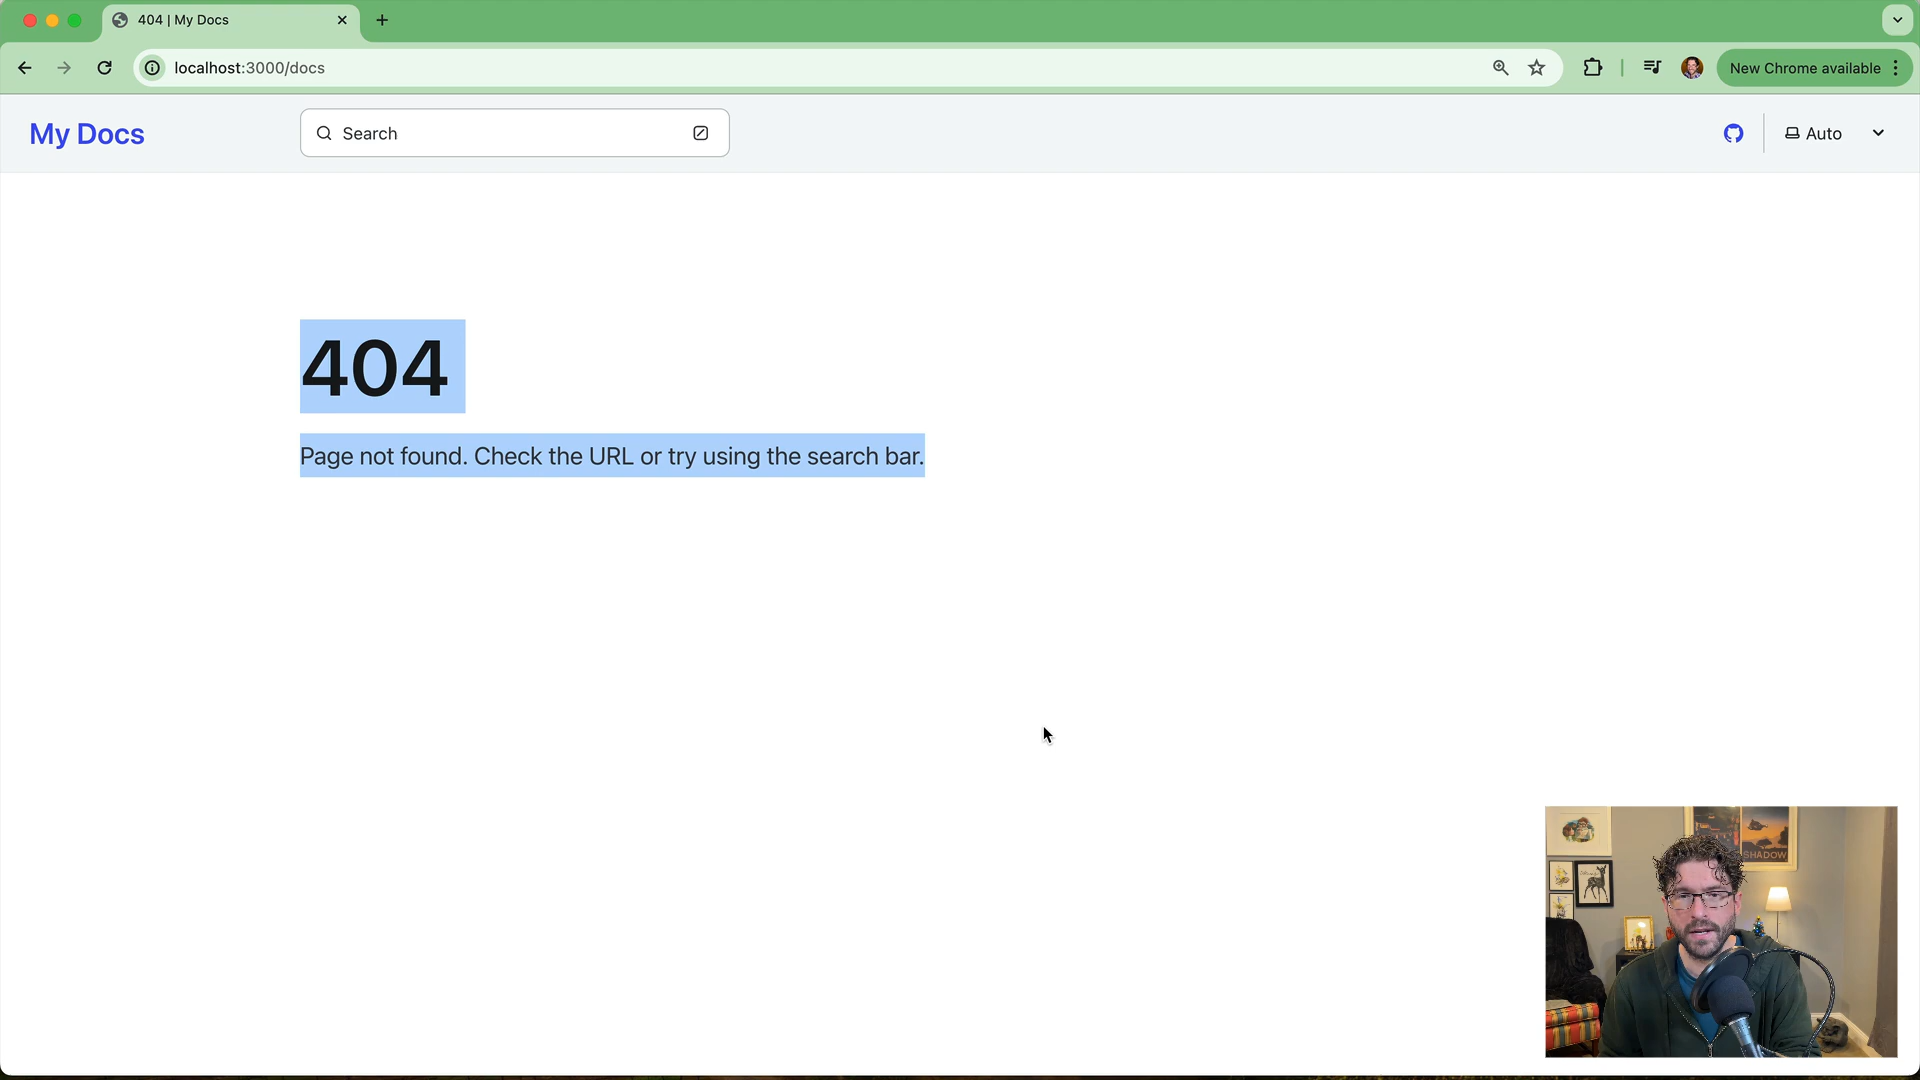 404 | My Docs
localhost:3000/docs
New Chrome available
My Docs
Search
Auto
404
Page not found. Check the URL or try using the search bar.
SHADOW